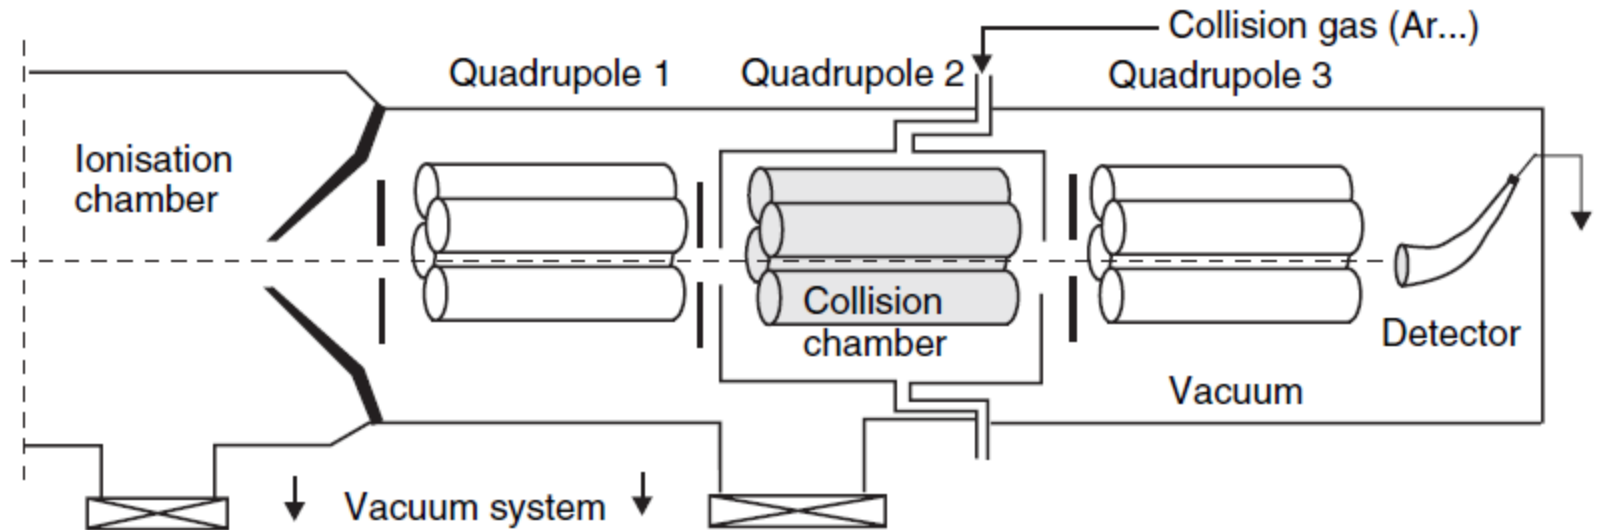 Collision gas (Ar...)
Quadrupole 1
Quadrupole 2
Quadrupole 3
Ionisation
chamber
Collision
chamber
Detector
Vacuum
Vacuum system